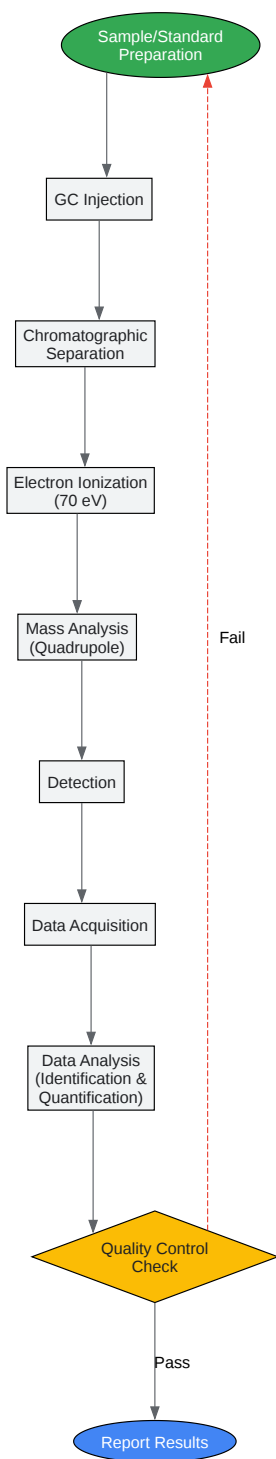 Sample/Standard
Preparation
GC Injection
Chromatographic
Separation
Electron Ionization
(70 eV)
Mass Analysis
(Quadrupole)
Fail
Detection
Data Acquisition
Data Analysis
(Identification &
Quantification)
Quality Control
Check
Pass
Report Results